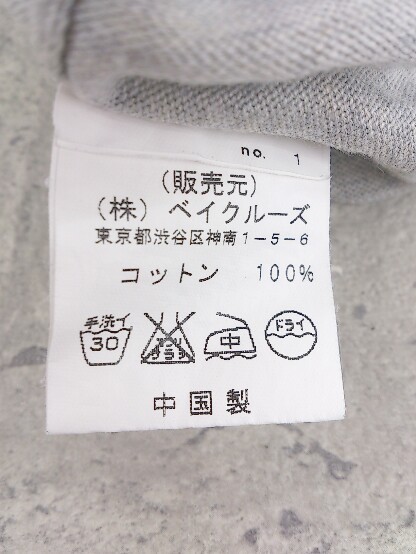 no. 1
(販売元)
(株) ベイクルーズ
東京都渋谷区神南1-5-6
コットン 100%
手洗イ 30 エンソサラシ 中 ドライ
中国製